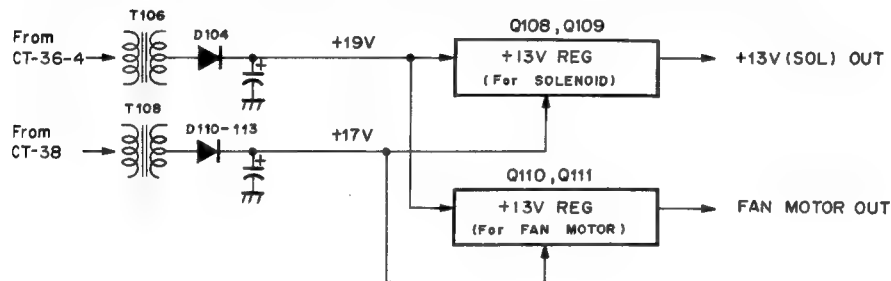 T106
From
CT-36-4
D104
+
+19V
Q108, Q109
+13V REG
(For SOLENOID)
+13V(SOL) OUT
T108
From
CT-38
D110-113
+
+17V
Q110, Q111
+13V REG
(For FAN MOTOR)
FAN MOTOR OUT